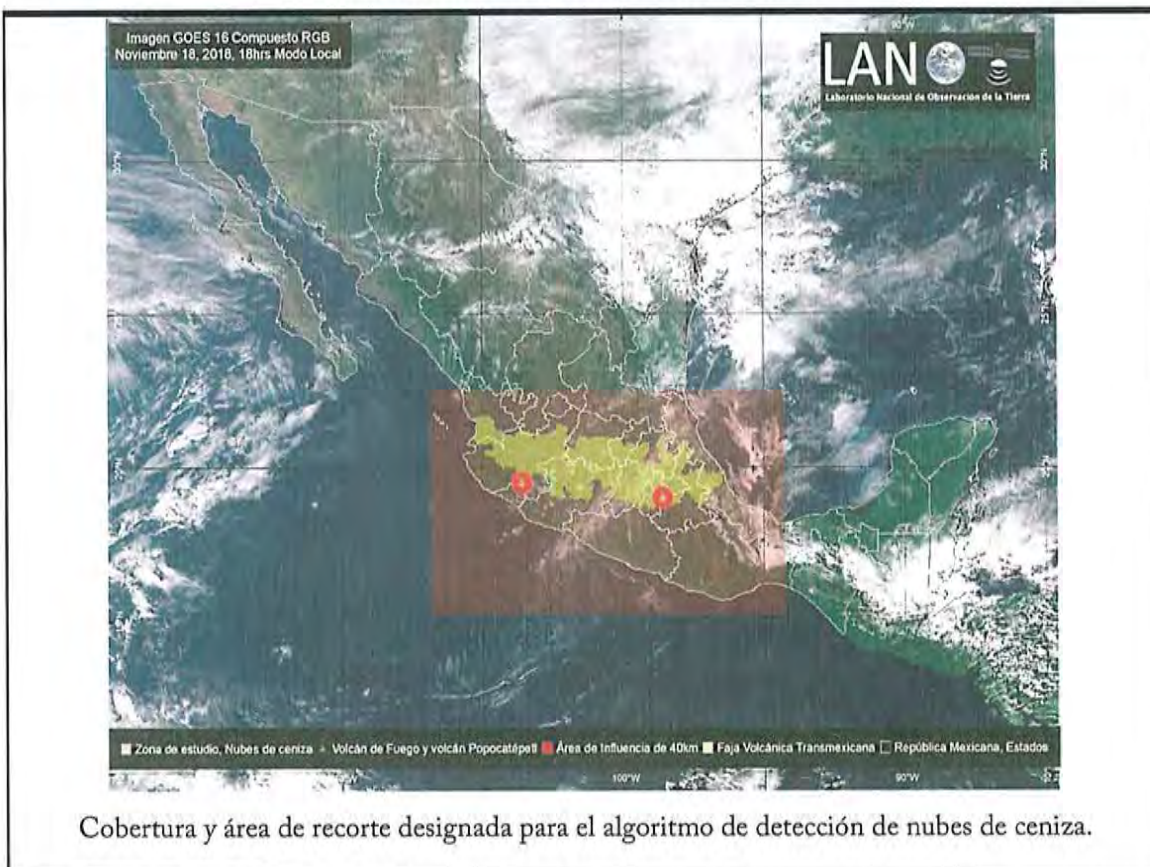 Imagen GOES 16 Compuesto RGB
Noviembre 18, 2018, 18hrs Modo Local
LAN
Laboratorio Nacional de Observación de la Tierra
90°W
30°N
25°N
Zona de estudio, Nubes de ceniza
Volcán de Fuego y volcán Popocatépetl
Área de Influencia de 40km
Faja Volcánica Transmexicana
República Mexicana, Estados
100°W
90°W
Cobertura y área de recorte designada para el algoritmo de detección de nubes de ceniza.